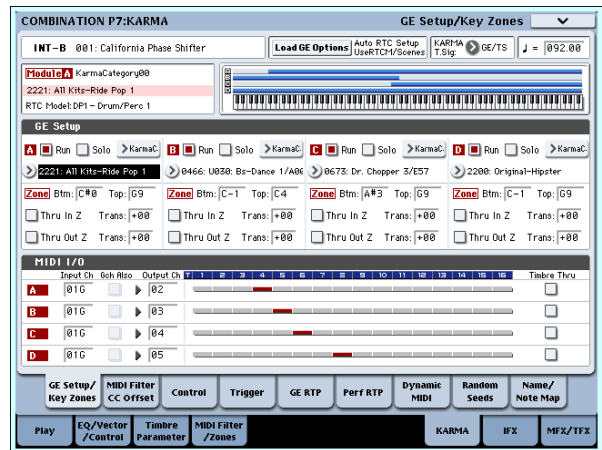 COMBINATION P7:KARMA GE Setup/Key Zones
INT-B 001: California Phase Shifter Load GE Options Auto RTC Setup UseRTCM/Scenes KARMA T.Sig: GE/TS ♩ = 092.00
Module A KarmaCategory00
2221: All Kits-Ride Pop 1
RTC Model: DP1 - Drum/Perc 1
GE Setup
A Run Solo KarmaC. B Run Solo KarmaC. C Run Solo KarmaC. D Run Solo KarmaC.
2221: All Kits-Ride Pop 1 0466: U030: Bs-Dance 1/A0E 0673: Dr. Chopper 3/E57 2200: Original-Hipster
Zone Btm: C#0 Top: G9 Zone Btm: C-1 Top: C4 Zone Btm: A#3 Top: G9 Zone Btm: C-1 Top: G9
Thru In Z Trans: +00 Thru In Z Trans: +00 Thru In Z Trans: +00 Thru In Z Trans: +00
Thru Out Z Trans: +00 Thru Out Z Trans: +00 Thru Out Z Trans: +00 Thru Out Z Trans: +00
MIDI I/O
Input Ch Gch Also Output Ch T 1 2 3 4 5 6 7 8 9 10 11 12 13 14 15 16 Timbre Thru
A 01G 02
B 01G 03
C 01G 04
D 01G 05
GE Setup/ Key Zones MIDI Filter CC Offset Control Trigger GE RTP Perf RTP Dynamic MIDI Random Seeds Name/ Note Map
Play EQ/Vector /Control Timbre Parameter MIDI Filter /Zones KARMA IFX MFX/TFX